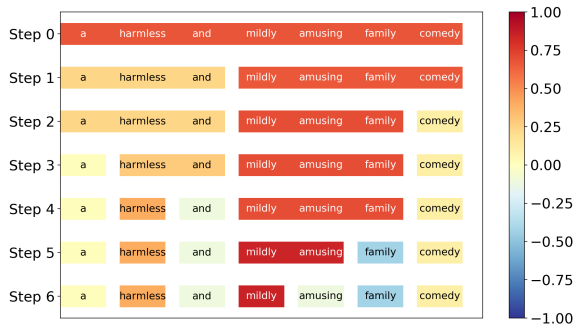 Step 0 a harmless and mildly amusing family comedy
Step 1 a harmless and mildly amusing family comedy
Step 2 a harmless and mildly amusing family comedy
Step 3 a harmless and mildly amusing family comedy
Step 4 a harmless and mildly amusing family comedy
Step 5 a harmless and mildly amusing family comedy
Step 6 a harmless and mildly amusing family comedy
1.00
0.75
0.50
0.25
0.00
−0.25
−0.50
−0.75
−1.00